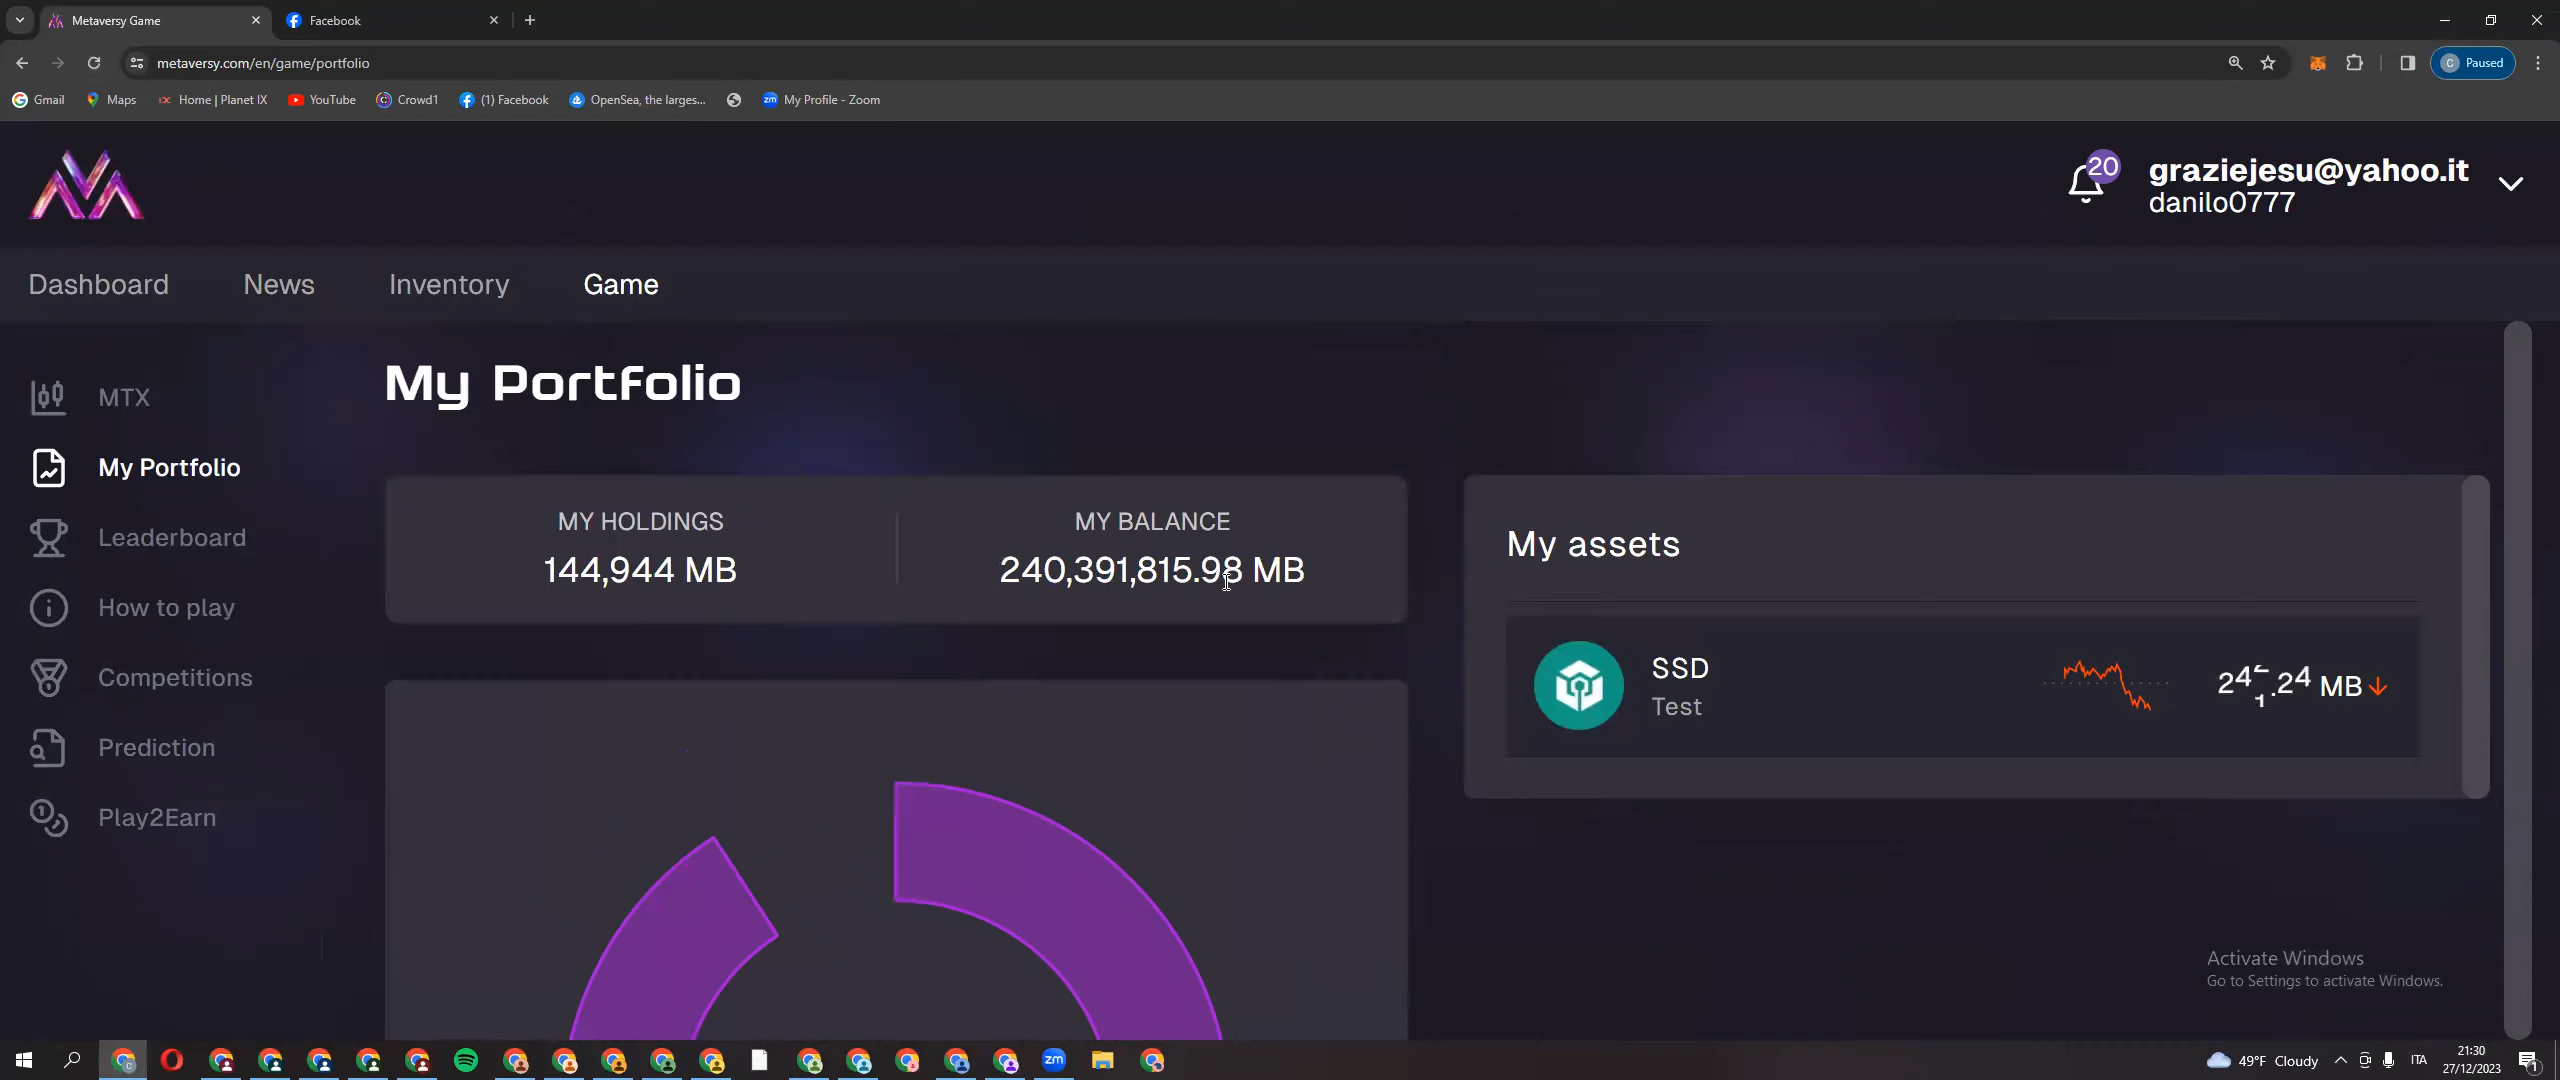 Metaversy Game
Facebook
metaversy.com/en/game/portfolio
Paused
Gmail
Maps
Home | Planet IX
YouTube
Crowd1
(1) Facebook
OpenSea, the larges...
My Profile - Zoom
20
graziejesu@yahoo.it
danilo0777
Dashboard
News
Inventory
Game
MTX
My Portfolio
Leaderboard
How to play
Competitions
Prediction
Play2Earn
My Portfolio
MY HOLDINGS
144,944 MB
MY BALANCE
240,391,815.98 MB
My assets
SSD
Test
.24 MB
Activate Windows
Go to Settings to activate Windows.
zm
49°F Cloudy
ITA
21:30
27/12/2023
1